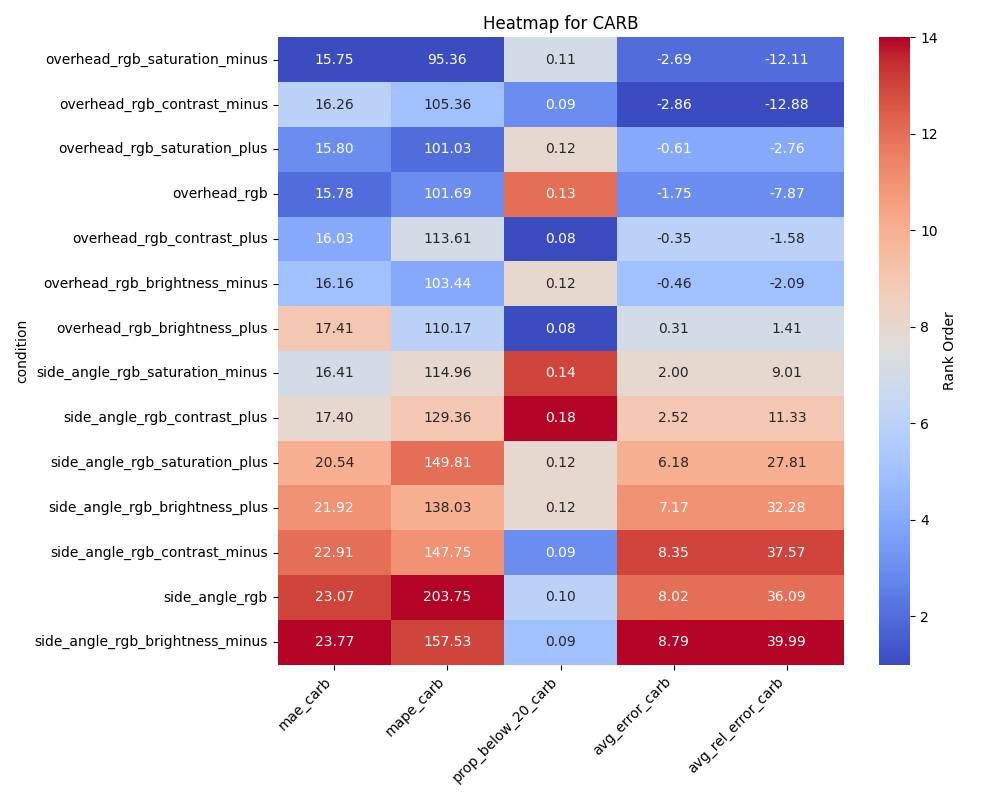 Heatmap for CARB
condition
overhead_rgb_saturation_minus 15.75 95.36 0.11 -2.69 -12.11
overhead_rgb_contrast_minus 16.26 105.36 0.09 -2.86 -12.88
overhead_rgb_saturation_plus 15.80 101.03 0.12 -0.61 -2.76
overhead_rgb 15.78 101.69 0.13 -1.75 -7.87
overhead_rgb_contrast_plus 16.03 113.61 0.08 -0.35 -1.58
overhead_rgb_brightness_minus 16.16 103.44 0.12 -0.46 -2.09
overhead_rgb_brightness_plus 17.41 110.17 0.08 0.31 1.41
side_angle_rgb_saturation_minus 16.41 114.96 0.14 2.00 9.01
side_angle_rgb_contrast_plus 17.40 129.36 0.18 2.52 11.33
side_angle_rgb_saturation_plus 20.54 149.81 0.12 6.18 27.81
side_angle_rgb_brightness_plus 21.92 138.03 0.12 7.17 32.28
side_angle_rgb_contrast_minus 22.91 147.75 0.09 8.35 37.57
side_angle_rgb 23.07 203.75 0.10 8.02 36.09
side_angle_rgb_brightness_minus 23.77 157.53 0.09 8.79 39.99
mae_carb mape_carb prop_below_20_carb avg_error_carb avg_rel_error_carb
14
12
10
8
6
4
2
Rank Order